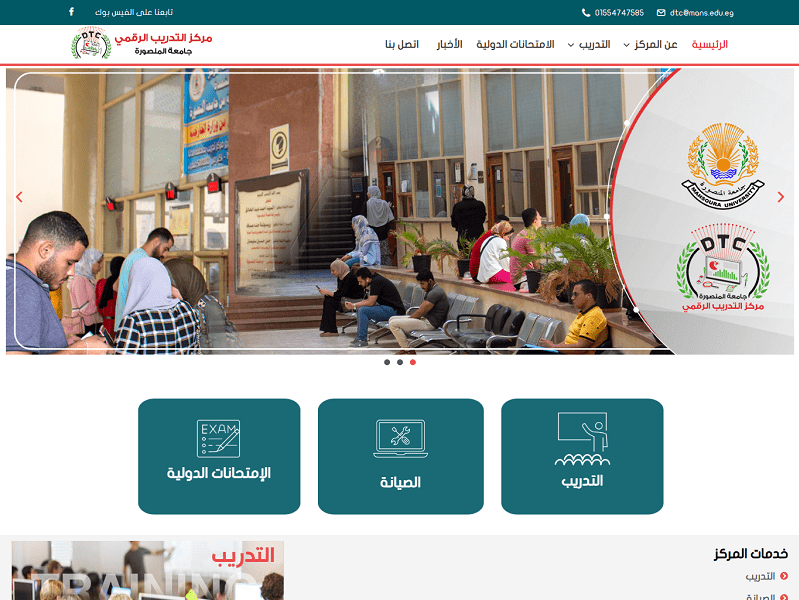 تابعنا على الفيس بوك
01554747585
dtc@mans.edu.eg
DTC
مركز التدريب الرقمي
جامعة المنصورة
الرئيسية
عن المركز
التدريب
الامتحانات الدولية
الأخبار
اتصل بنا
جامعة المنصورة
MANSOURA UNIVERSITY
DTC
جامعة المنصورة
مركز التدريب الرقمي
التدريب
الصيانة
EXAM
الإمتحانات الدولية
خدمات المركز
التدريب
الصيانة
التدريب
TRAINING